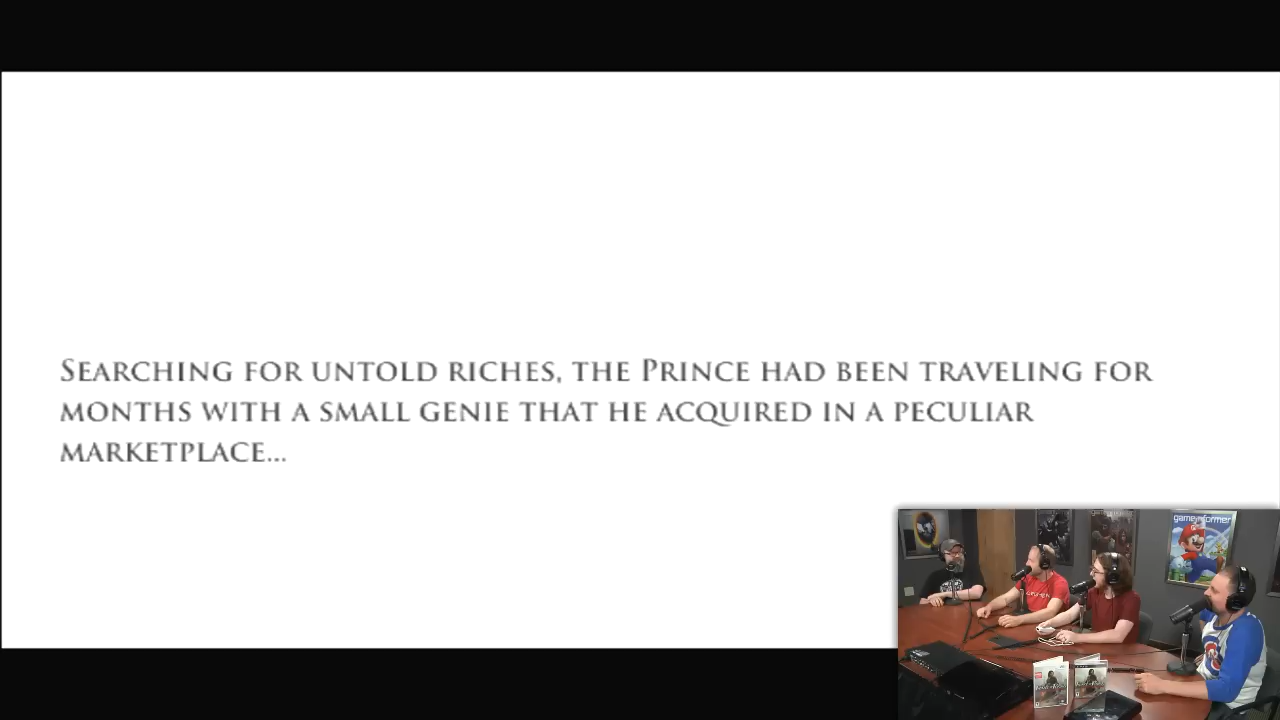 Searching for untold riches, the Prince had been traveling for
months with a small genie that he acquired in a peculiar
marketplace...
gameinformer